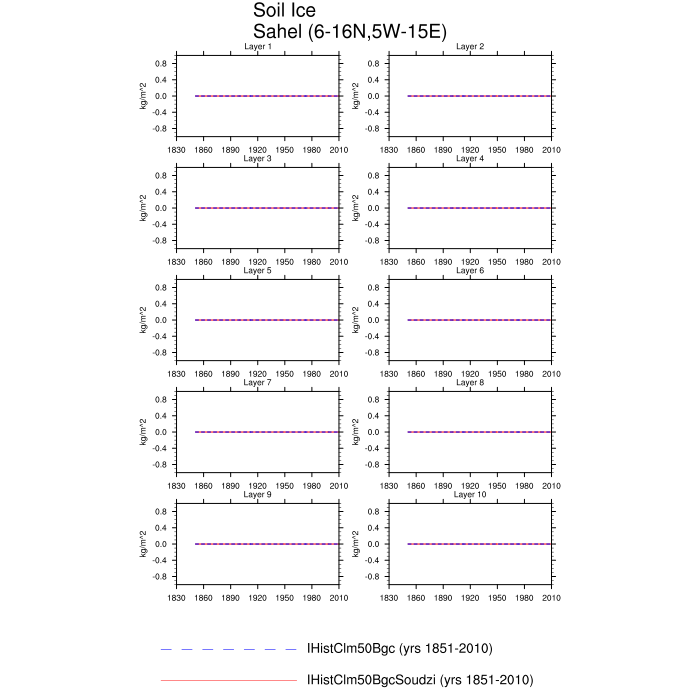 Soil Ice
Sahel (6-16N,5W-15E)
Layer 1 Layer 2
0.8 0.8
0.4 0.4
kg/m^2 0.0 kg/m^2 0.0
-0.4 -0.4
-0.8 -0.8
1830 1860 1890 1920 1950 1980 2010 1830 1860 1890 1920 1950 1980 2010
Layer 3 Layer 4
0.8 0.8
0.4 0.4
kg/m^2 0.0 kg/m^2 0.0
-0.4 -0.4
-0.8 -0.8
1830 1860 1890 1920 1950 1980 2010 1830 1860 1890 1920 1950 1980 2010
Layer 5 Layer 6
0.8 0.8
0.4 0.4
kg/m^2 0.0 kg/m^2 0.0
-0.4 -0.4
-0.8 -0.8
1830 1860 1890 1920 1950 1980 2010 1830 1860 1890 1920 1950 1980 2010
Layer 7 Layer 8
0.8 0.8
0.4 0.4
kg/m^2 0.0 kg/m^2 0.0
-0.4 -0.4
-0.8 -0.8
1830 1860 1890 1920 1950 1980 2010 1830 1860 1890 1920 1950 1980 2010
Layer 9 Layer 10
0.8 0.8
0.4 0.4
kg/m^2 0.0 kg/m^2 0.0
-0.4 -0.4
-0.8 -0.8
1830 1860 1890 1920 1950 1980 2010 1830 1860 1890 1920 1950 1980 2010
IHistClm50Bgc (yrs 1851-2010)
IHistClm50BgcSoudzi (yrs 1851-2010)